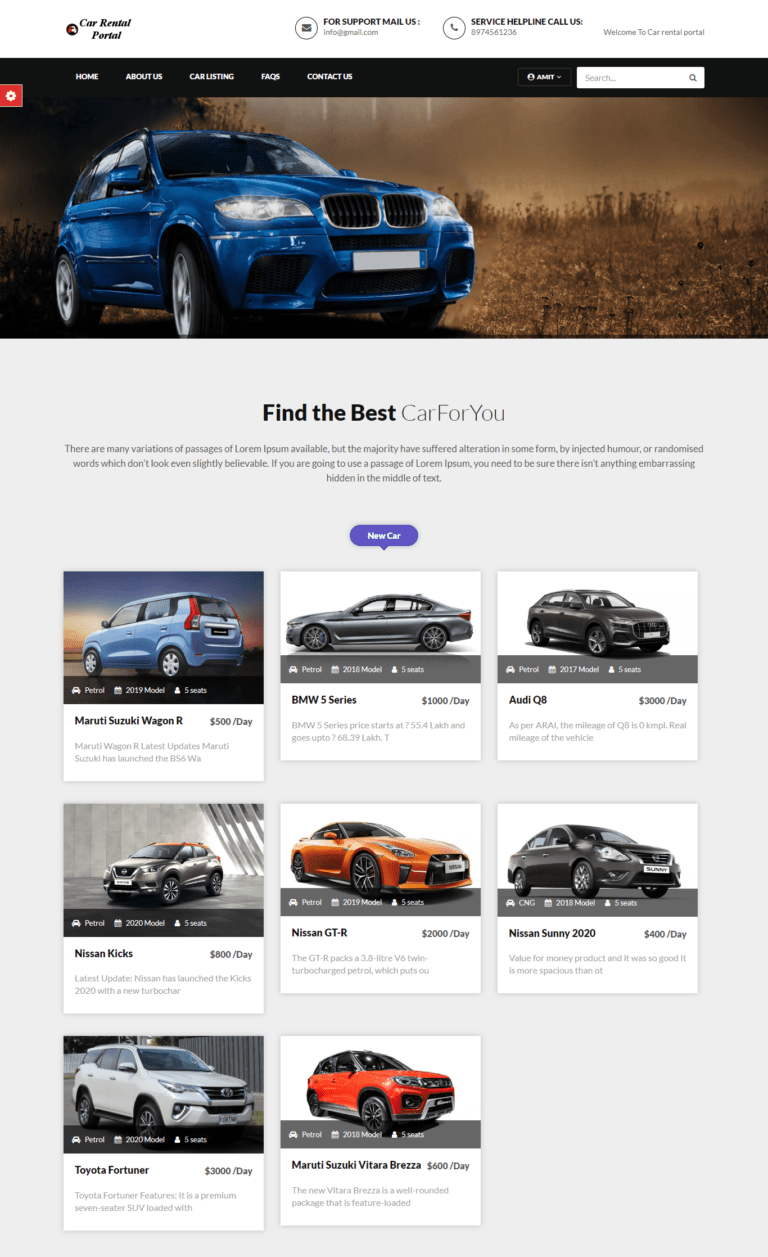 Car Rental
Portal
FOR SUPPORT MAIL US :
info@gmail.com
SERVICE HELPLINE CALL US:
8974561236
Welcome To Car rental portal
HOME
ABOUT US
CAR LISTING
FAQS
CONTACT US
AMIT
Search...
Find the Best CarForYou
There are many variations of passages of Lorem Ipsum available, but the majority have suffered alteration in some form, by injected humour, or randomised
words which don't look even slightly believable. If you are going to use a passage of Lorem Ipsum, you need to be sure there isn't anything embarrassing
hidden in the middle of text.
New Car
Petrol 2019 Model 5 seats
Maruti Suzuki Wagon R $500 /Day
Maruti Wagon R Latest Updates Maruti
Suzuki has launched the BS6 Wa
Petrol 2018 Model 5 seats
BMW 5 Series $1000 /Day
BMW 5 Series price starts at ? 55.4 Lakh and
goes upto ? 68.39 Lakh. T
Petrol 2017 Model 5 seats
Audi Q8 $3000 /Day
As per ARAI, the mileage of Q8 is 0 kmpl. Real
mileage of the vehicle
Petrol 2020 Model 5 seats
Nissan Kicks $800 /Day
Latest Update: Nissan has launched the Kicks
2020 with a new turbochar
NISSAN
Petrol 2019 Model 5 seats
Nissan GT-R $2000 /Day
The GT-R packs a 3.8-litre V6 twin-
turbocharged petrol, which puts ou
SUNNY
CNG 2018 Model 5 seats
Nissan Sunny 2020 $400 /Day
Value for money product and it was so good It
is more spacious than ot
Petrol 2020 Model 5 seats
Toyota Fortuner $3000 /Day
Toyota Fortuner Features: It is a premium
seven-seater SUV loaded with
Petrol 2018 Model 5 seats
Maruti Suzuki Vitara Brezza $600 /Day
The new Vitara Brezza is a well-rounded
package that is feature-loaded